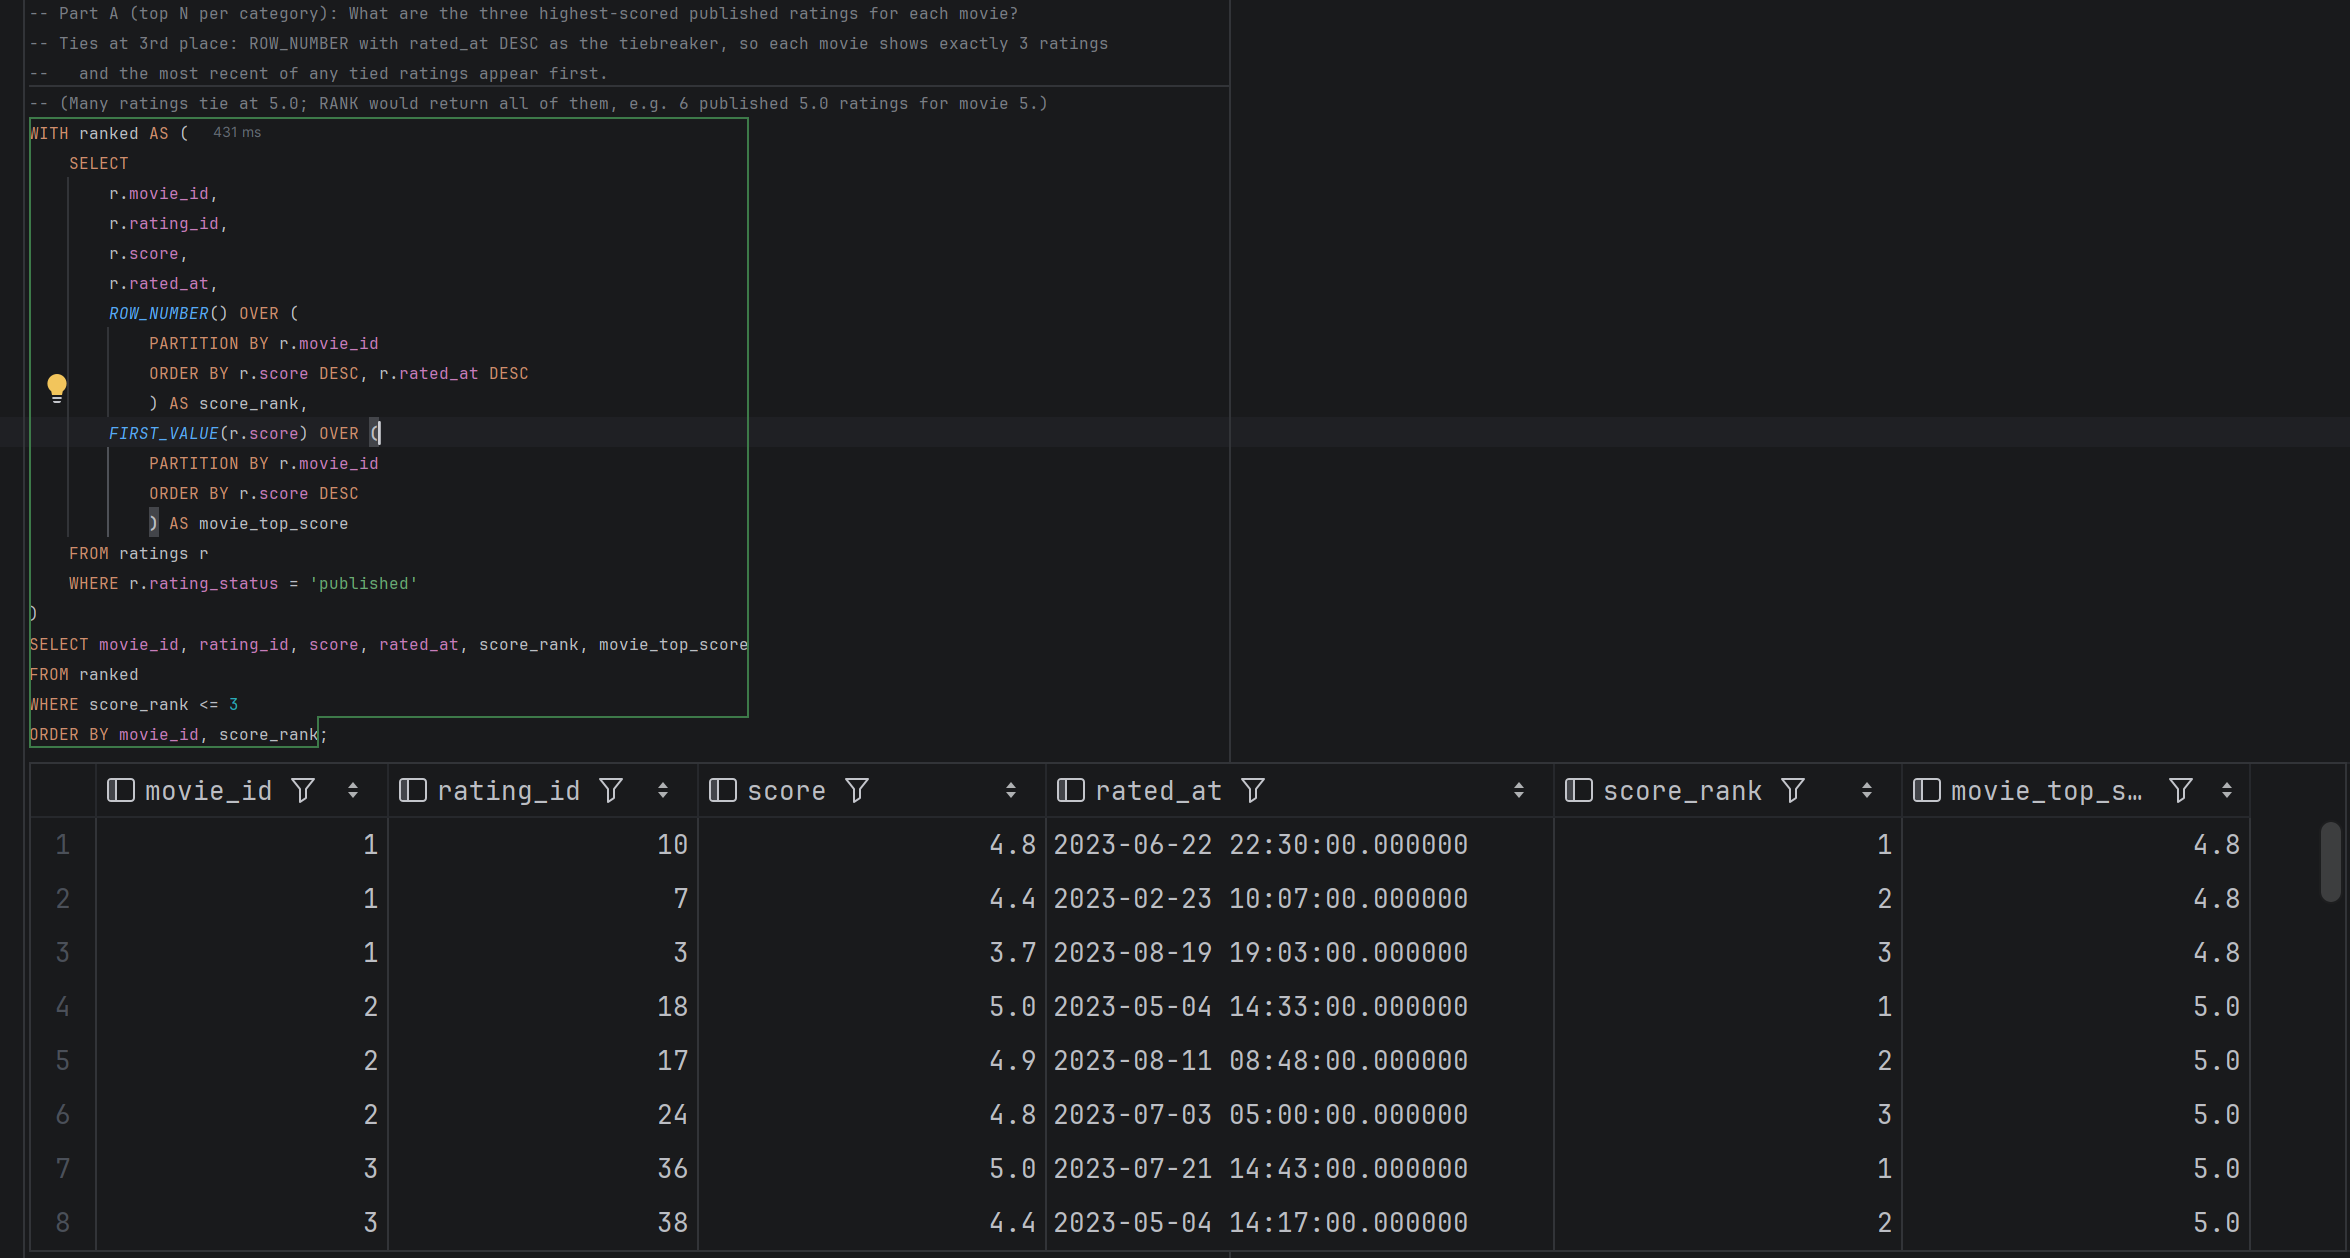 -- Part A (top N per category): What are the three highest-scored published ratings for each movie?
-- Ties at 3rd place: ROW_NUMBER with rated_at DESC as the tiebreaker, so each movie shows exactly 3 ratings
--   and the most recent of any tied ratings appear first.
-- (Many ratings tie at 5.0; RANK would return all of them, e.g. 6 published 5.0 ratings for movie 5.)
WITH ranked AS (   431 ms
    SELECT
        r.movie_id,
        r.rating_id,
        r.score,
        r.rated_at,
        ROW_NUMBER() OVER (
            PARTITION BY r.movie_id
            ORDER BY r.score DESC, r.rated_at DESC
            ) AS score_rank,
        FIRST_VALUE(r.score) OVER (
            PARTITION BY r.movie_id
            ORDER BY r.score DESC
            ) AS movie_top_score
    FROM ratings r
    WHERE r.rating_status = 'published'
)
SELECT movie_id, rating_id, score, rated_at, score_rank, movie_top_score
FROM ranked
WHERE score_rank <= 3
ORDER BY movie_id, score_rank;
movie_id rating_id score rated_at score_rank movie_top_s…
1 1 10 4.8 2023-06-22 22:30:00.000000 1 4.8
2 1 7 4.4 2023-02-23 10:07:00.000000 2 4.8
3 1 3 3.7 2023-08-19 19:03:00.000000 3 4.8
4 2 18 5.0 2023-05-04 14:33:00.000000 1 5.0
5 2 17 4.9 2023-08-11 08:48:00.000000 2 5.0
6 2 24 4.8 2023-07-03 05:00:00.000000 3 5.0
7 3 36 5.0 2023-07-21 14:43:00.000000 1 5.0
8 3 38 4.4 2023-05-04 14:17:00.000000 2 5.0